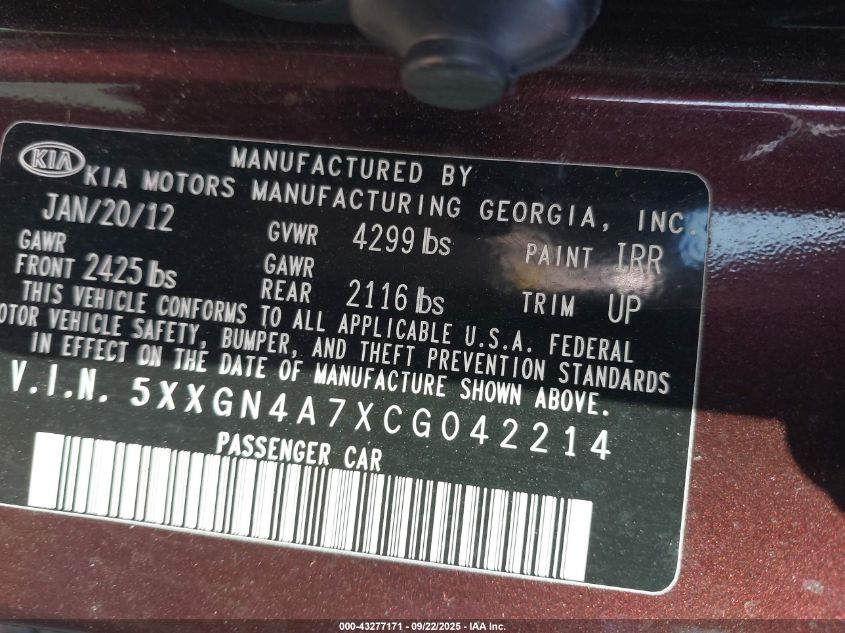 KIA
MANUFACTURED BY
KIA MOTORS MANUFACTURING GEORGIA, INC.
JAN/20/12 GVWR 4299 lbs PAINT IRR
GAWR FRONT 2425 lbs GAWR REAR 2116 lbs TRIM UP
THIS VEHICLE CONFORMS TO ALL APPLICABLE U.S.A. FEDERAL
MOTOR VEHICLE SAFETY, BUMPER, AND THEFT PREVENTION STANDARDS
IN EFFECT ON THE DATE OF MANUFACTURE SHOWN ABOVE.
V.I.N. 5XXGN4A7XCG042214
PASSENGER CAR
000-43277171 - 09/22/2025 - IAA Inc.